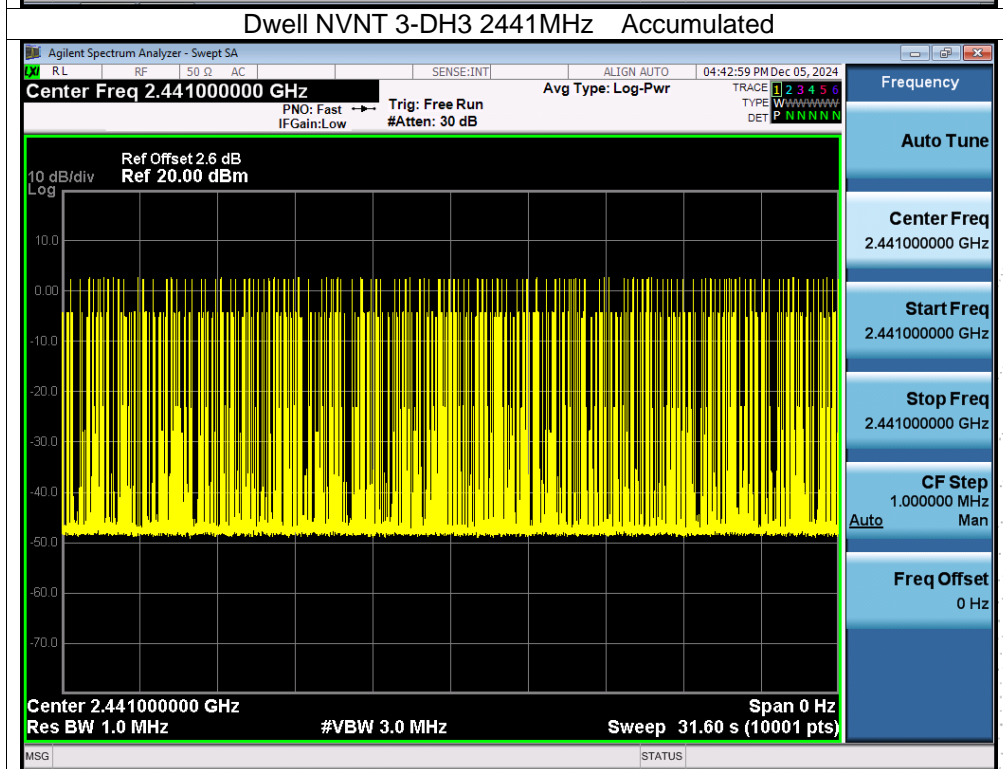 Dwell NVNT 3-DH3 2441MHz Accumulated
Agilent Spectrum Analyzer - Swept SA
LXI RL RF 50 Ω AC SENSE:INT ALIGN AUTO 04:42:59 PM Dec 05, 2024
Center Freq 2.441000000 GHz
PNO: Fast
IFGain:Low
Trig: Free Run
#Atten: 30 dB
Avg Type: Log-Pwr
TRACE 1 2 3 4 5 6
TYPE WWWWWWW
DET P N N N N N
Ref Offset 2.6 dB
10 dB/div Ref 20.00 dBm
Log
10.0
0.00
-10.0
-20.0
-30.0
-40.0
-50.0
-60.0
-70.0
Center 2.441000000 GHz Span 0 Hz
Res BW 1.0 MHz #VBW 3.0 MHz Sweep 31.60 s (10001 pts)
MSG STATUS
Frequency
Auto Tune
Center Freq
2.441000000 GHz
Start Freq
2.441000000 GHz
Stop Freq
2.441000000 GHz
CF Step
1.000000 MHz
Auto Man
Freq Offset
0 Hz